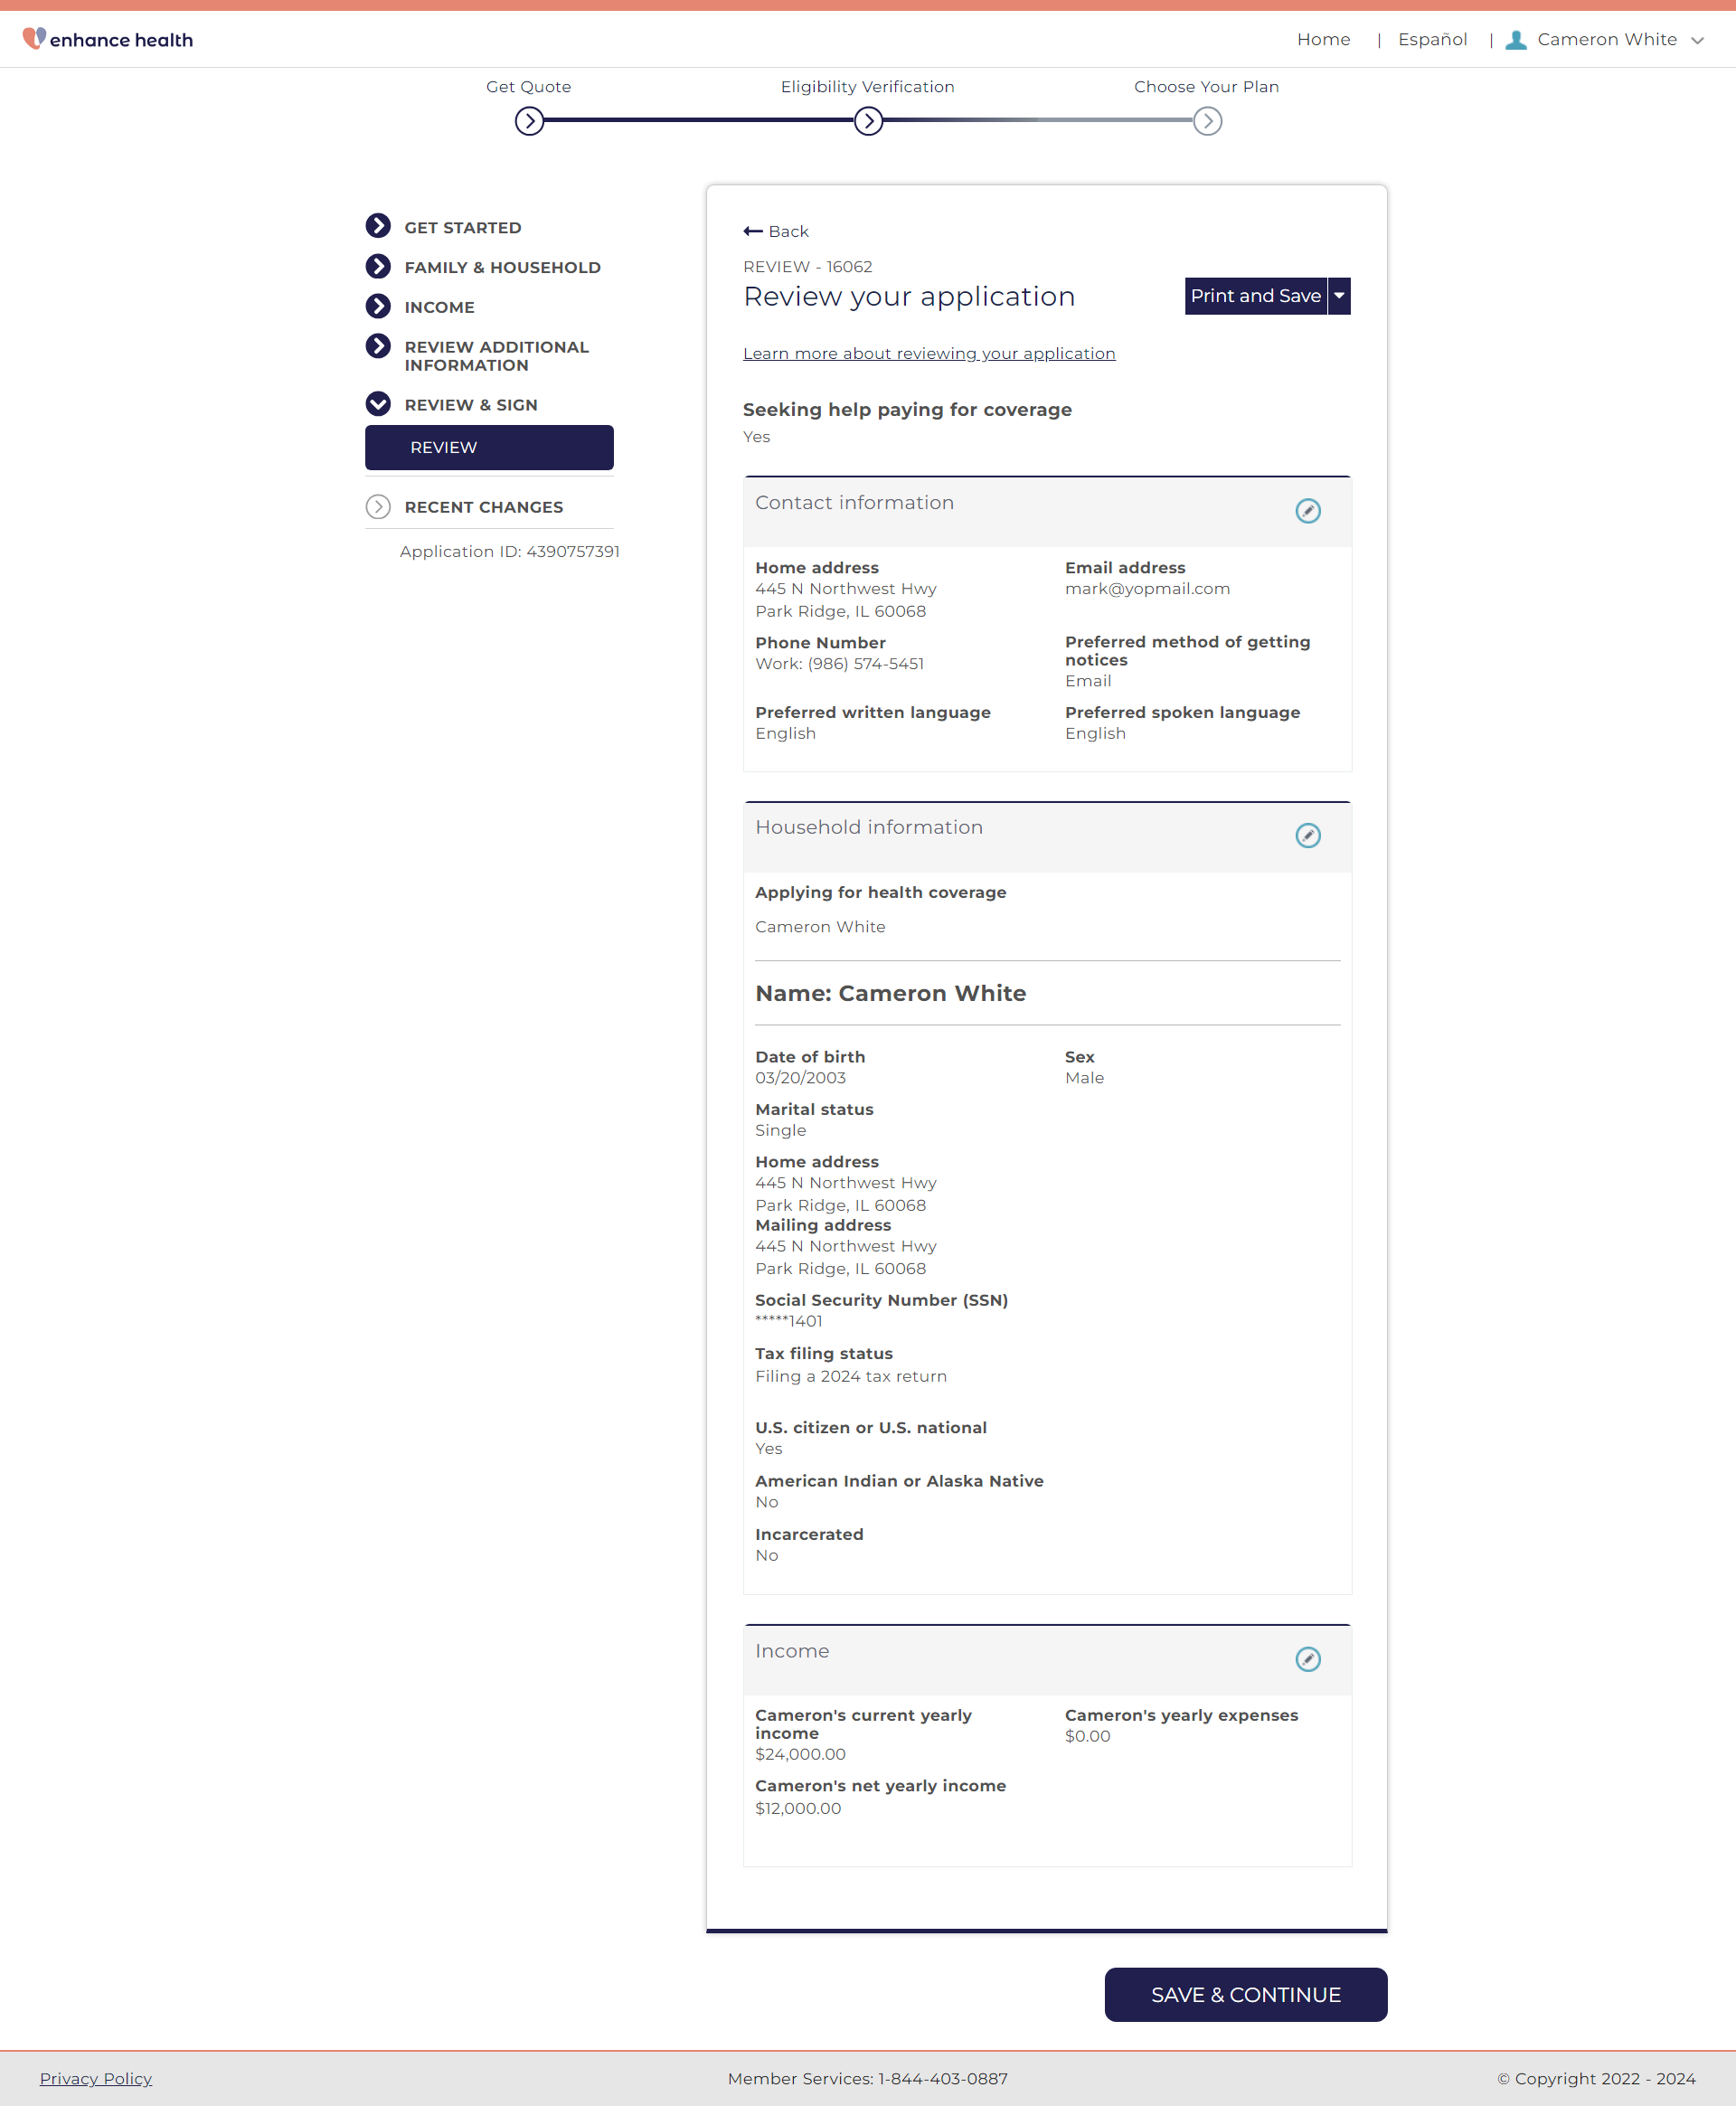 enhance health
Home | Español | Cameron White
Get Quote
Eligibility Verification
Choose Your Plan
GET STARTED
FAMILY & HOUSEHOLD
INCOME
REVIEW ADDITIONAL
INFORMATION
REVIEW & SIGN
REVIEW
RECENT CHANGES
Application ID: 4390757391
Back
REVIEW - 16062
Review your application
Print and Save
Learn more about reviewing your application
Seeking help paying for coverage
Yes
Contact information
Home address
445 N Northwest Hwy
Park Ridge, IL 60068
Email address
mark@yopmail.com
Phone Number
Work: (986) 574-5451
Preferred method of getting
notices
Email
Preferred written language
English
Preferred spoken language
English
Household information
Applying for health coverage
Cameron White
Name: Cameron White
Date of birth
03/20/2003
Sex
Male
Marital status
Single
Home address
445 N Northwest Hwy
Park Ridge, IL 60068
Mailing address
445 N Northwest Hwy
Park Ridge, IL 60068
Social Security Number (SSN)
*****1401
Tax filing status
Filing a 2024 tax return
U.S. citizen or U.S. national
Yes
American Indian or Alaska Native
No
Incarcerated
No
Income
Cameron's current yearly
income
$24,000.00
Cameron's yearly expenses
$0.00
Cameron's net yearly income
$12,000.00
SAVE & CONTINUE
Privacy Policy
Member Services: 1-844-403-0887
© Copyright 2022 - 2024